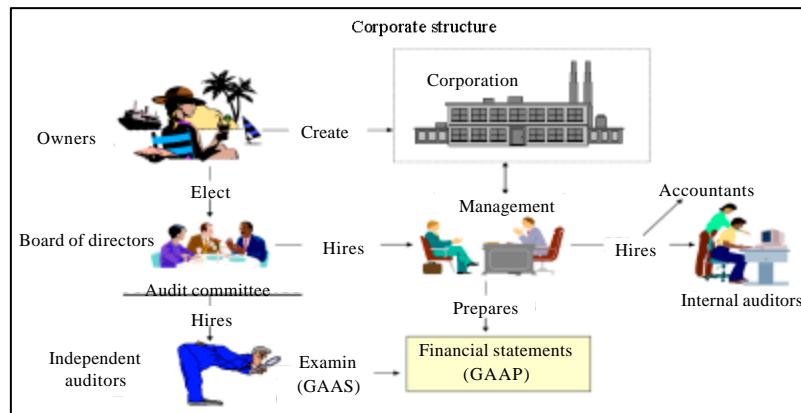 Corporate structure
Corporation
Owners
Create
Elect
Management
Accountants
Board of directors
Hires
Hires
Audit committee
Internal auditors
Hires
Prepares
Independent
auditors
Examin
(GAAS)
Financial statements
(GAAP)